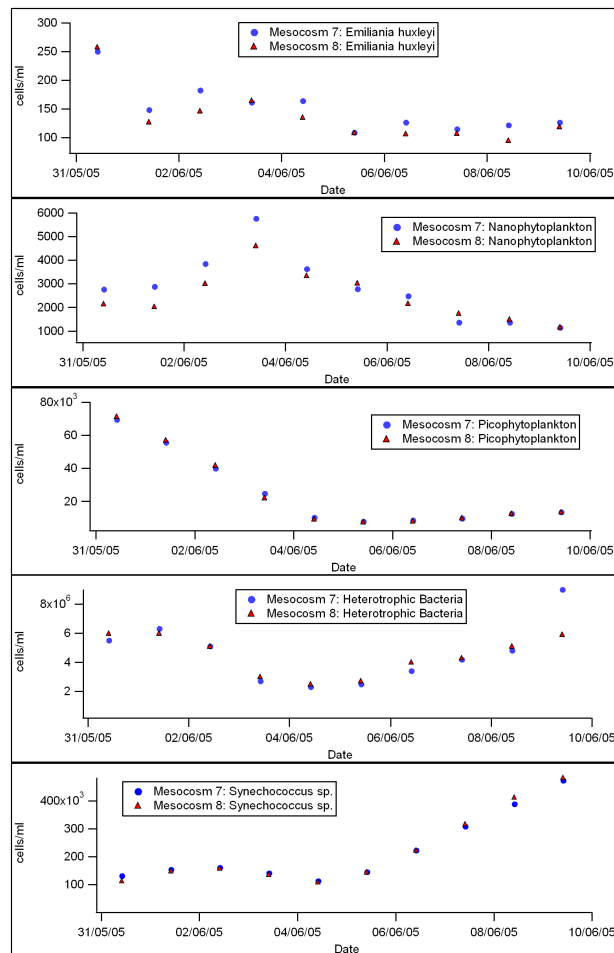 300
250
200
150
100
cells/ml
Mesocosm 7: Emiliania huxleyi
Mesocosm 8: Emiliania huxleyi
31/05/05 02/06/05 04/06/05 06/06/05 08/06/05 10/06/05
Date
6000
5000
4000
3000
2000
1000
cells/ml
Mesocosm 7: Nanophytoplankton
Mesocosm 8: Nanophytoplankton
31/05/05 02/06/05 04/06/05 06/06/05 08/06/05 10/06/05
Date
80x10³
60
40
20
cells/ml
Mesocosm 7: Picophytoplankton
Mesocosm 8: Picophytoplankton
31/05/05 02/06/05 04/06/05 06/06/05 08/06/05 10/06/05
Date
8x10⁶
6
4
2
cells/ml
Mesocosm 7: Heterotrophic Bacteria
Mesocosm 8: Heterotrophic Bacteria
31/05/05 02/06/05 04/06/05 06/06/05 08/06/05 10/06/05
Date
400x10³
300
200
100
cells/ml
Mesocosm 7: Synechococcus sp.
Mesocosm 8: Synechococcus sp.
31/05/05 02/06/05 04/06/05 06/06/05 08/06/05 10/06/05
Date